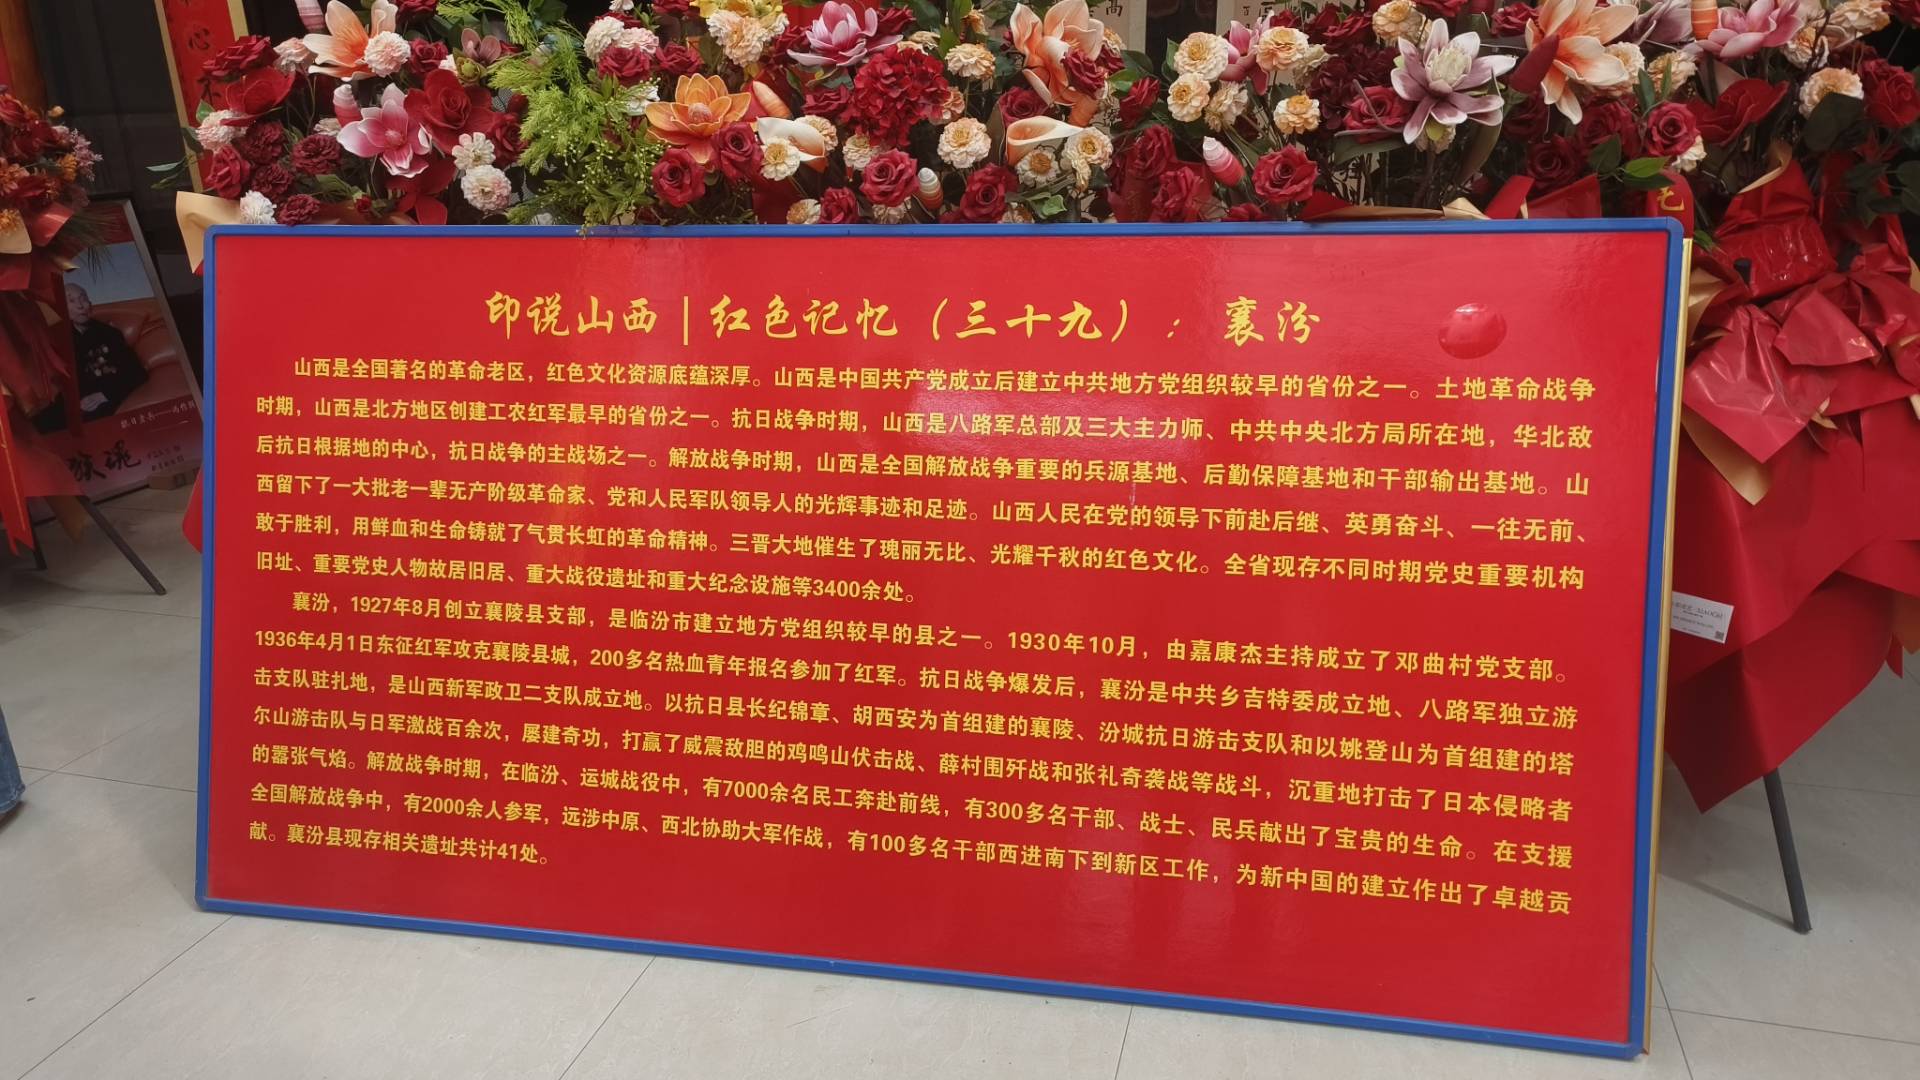 心
印说山西｜红色记忆（三十九）：襄汾
山西是全国著名的革命老区，红色文化资源底蕴深厚。山西是中国共产党成立后建立中共地方党组织较早的省份之一。土地革命战争
时期，山西是北方地区创建工农红军最早的省份之一。抗日战争时期，山西是八路军总部及三大主力师、中共中央北方局所在地，华北敌
后抗日根据地的中心，抗日战争的主战场之一。解放战争时期，山西是全国解放战争重要的兵源基地、后勤保障基地和干部输出基地。山
西留下了一大批老一辈无产阶级革命家、党和人民军队领导人的光辉事迹和足迹。山西人民在党的领导下前赴后继、英勇奋斗、一往无前、
敢于胜利，用鲜血和生命铸就了气贯长虹的革命精神。三晋大地催生了瑰丽无比、光耀千秋的红色文化。全省现存不同时期党史重要机构
旧址、重要党史人物故居旧居、重大战役遗址和重大纪念设施等3400余处。
襄汾，1927年8月创立襄陵县支部，是临汾市建立地方党组织较早的县之一。1930年10月，由嘉康杰主持成立了邓曲村党支部。
1936年4月1日东征红军攻克襄陵县城，200多名热血青年报名参加了红军。抗日战争爆发后，襄汾是中共乡吉特委成立地、八路军独立游
击支队驻扎地，是山西新军政卫二支队成立地。以抗日县长纪锦章、胡西安为首组建的襄陵、汾城抗日游击支队和以姚登山为首组建的塔
尔山游击队与日军激战百余次，屡建奇功，打赢了威震敌胆的鸡鸣山伏击战、薛村围歼战和张礼奇袭战等战斗，沉重地打击了日本侵略者
的嚣张气焰。解放战争时期，在临汾、运城战役中，有7000余名民工奔赴前线，有300多名干部、战士、民兵献出了宝贵的生命。在支援
全国解放战争中，有2000余人参军，远涉中原、西北协助大军作战，有100多名干部西进南下到新区工作，为新中国的建立作出了卓越贡
献。襄汾县现存相关遗址共计41处。